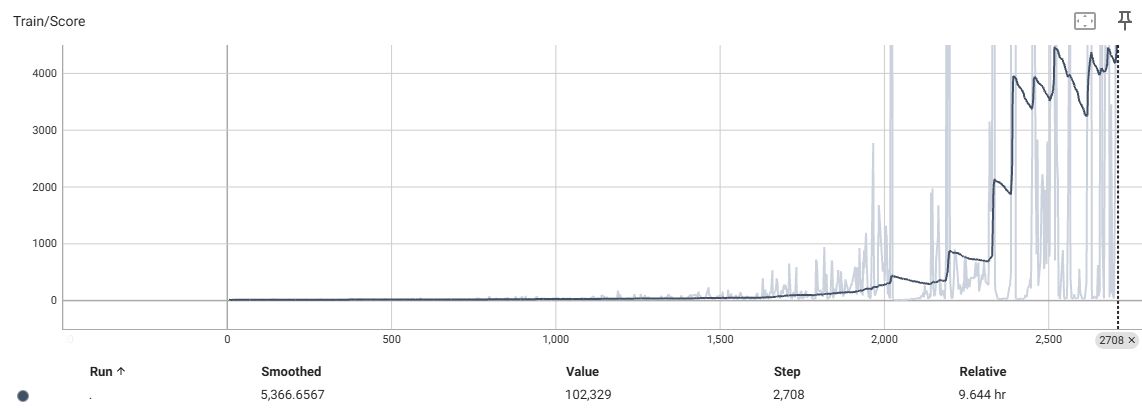 Train/Score
4000
3000
2000
1000
0
0 500 1,000 1,500 2,000 2,500 2708 ×
Run ↑ Smoothed Value Step Relative
. 5,366.6567 102,329 2,708 9.644 hr